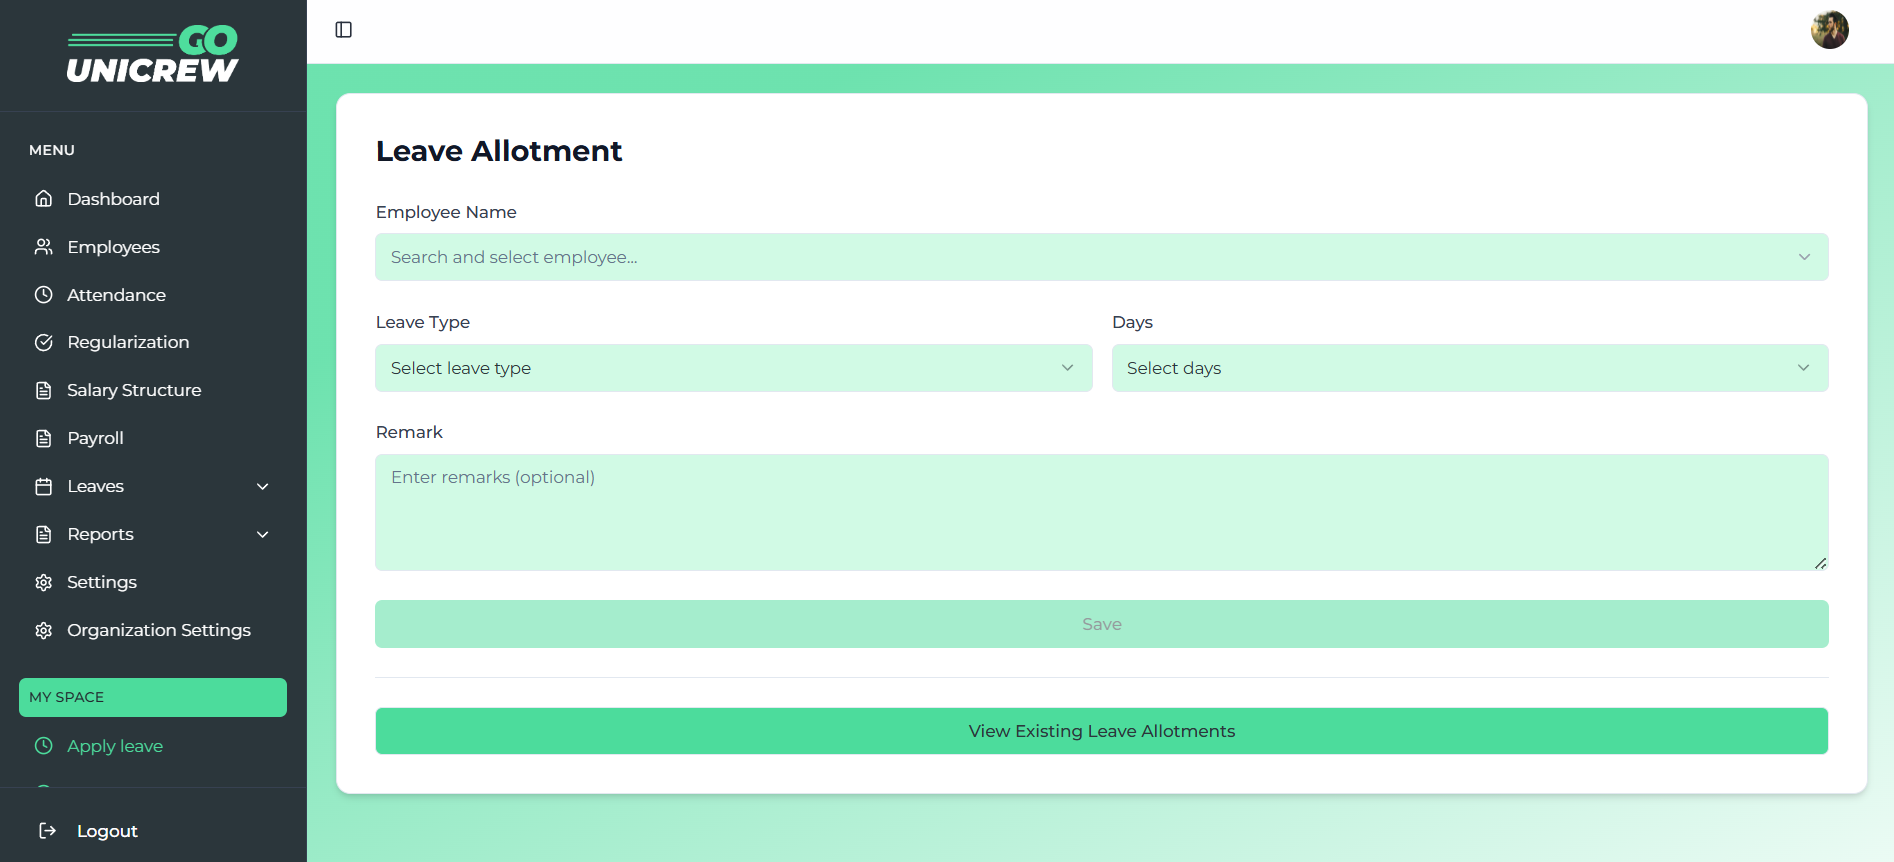 GO
UNICREW
MENU
Dashboard
Employees
Attendance
Regularization
Salary Structure
Payroll
Leaves
Reports
Settings
Organization Settings
MY SPACE
Apply leave
Logout
Leave Allotment
Employee Name
Search and select employee...
Leave Type
Select leave type
Days
Select days
Remark
Enter remarks (optional)
Save
View Existing Leave Allotments